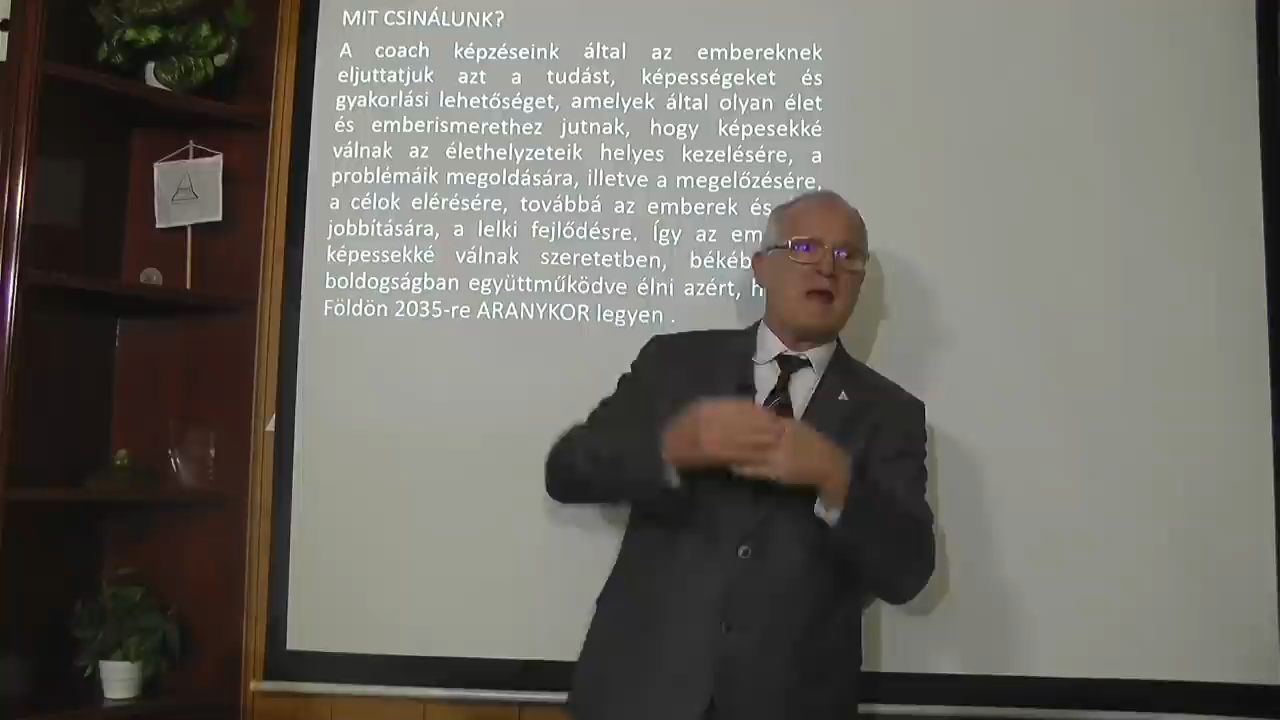 MIT CSINÁLUNK?
A coach képzéseink által az embereknek
eljuttatjuk azt a tudást, képességeket és
gyakorlási lehetőséget, amelyek által olyan élet
és emberismerethez jutnak, hogy képesekké
válnak az élethelyzeteik helyes kezelésére, a
problémáik megoldására, illetve a megelőzésére,
a célok elérésére, továbbá az emberek és
jobbítására, a lelki fejlődésre. Így az
képessekké válnak szeretetben,
boldogságban együttműködve élni azért,
Földön 2035-re ARANYKOR legyen .